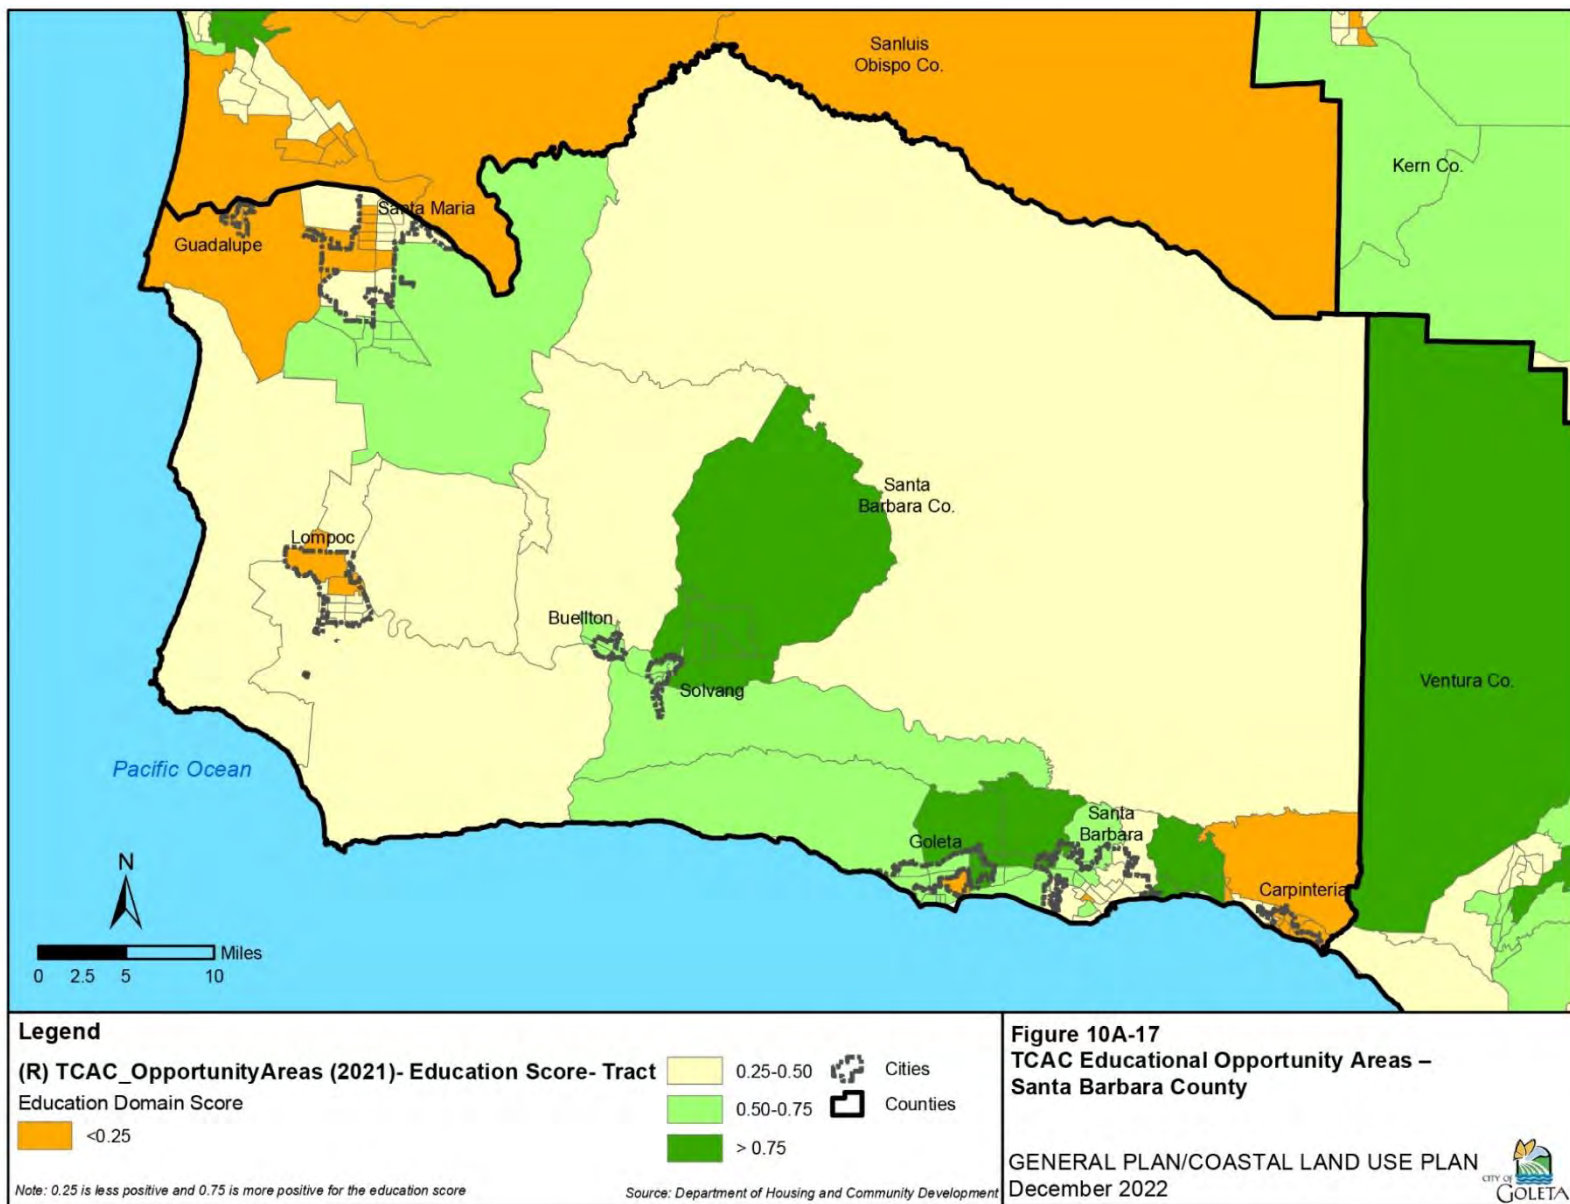 Sanluis
Obispo Co.
Kern Co.
Santa Maria
Guadalupe
Santa
Barbara Co.
Lompoc
Buellton
Solvang
Ventura Co.
Pacific Ocean
Santa
Barbara
Goleta
Carpinteria
N
Miles
0 2.5 5 10
Legend
(R) TCAC_OpportunityAreas (2021)- Education Score- Tract
Education Domain Score
<0.25
0.25-0.50
0.50-0.75
> 0.75
Cities
Counties
Note: 0.25 is less positive and 0.75 is more positive for the education score
Source: Department of Housing and Community Development
Figure 10A-17
TCAC Educational Opportunity Areas –
Santa Barbara County
GENERAL PLAN/COASTAL LAND USE PLAN
December 2022
CITY OF
GOLETA